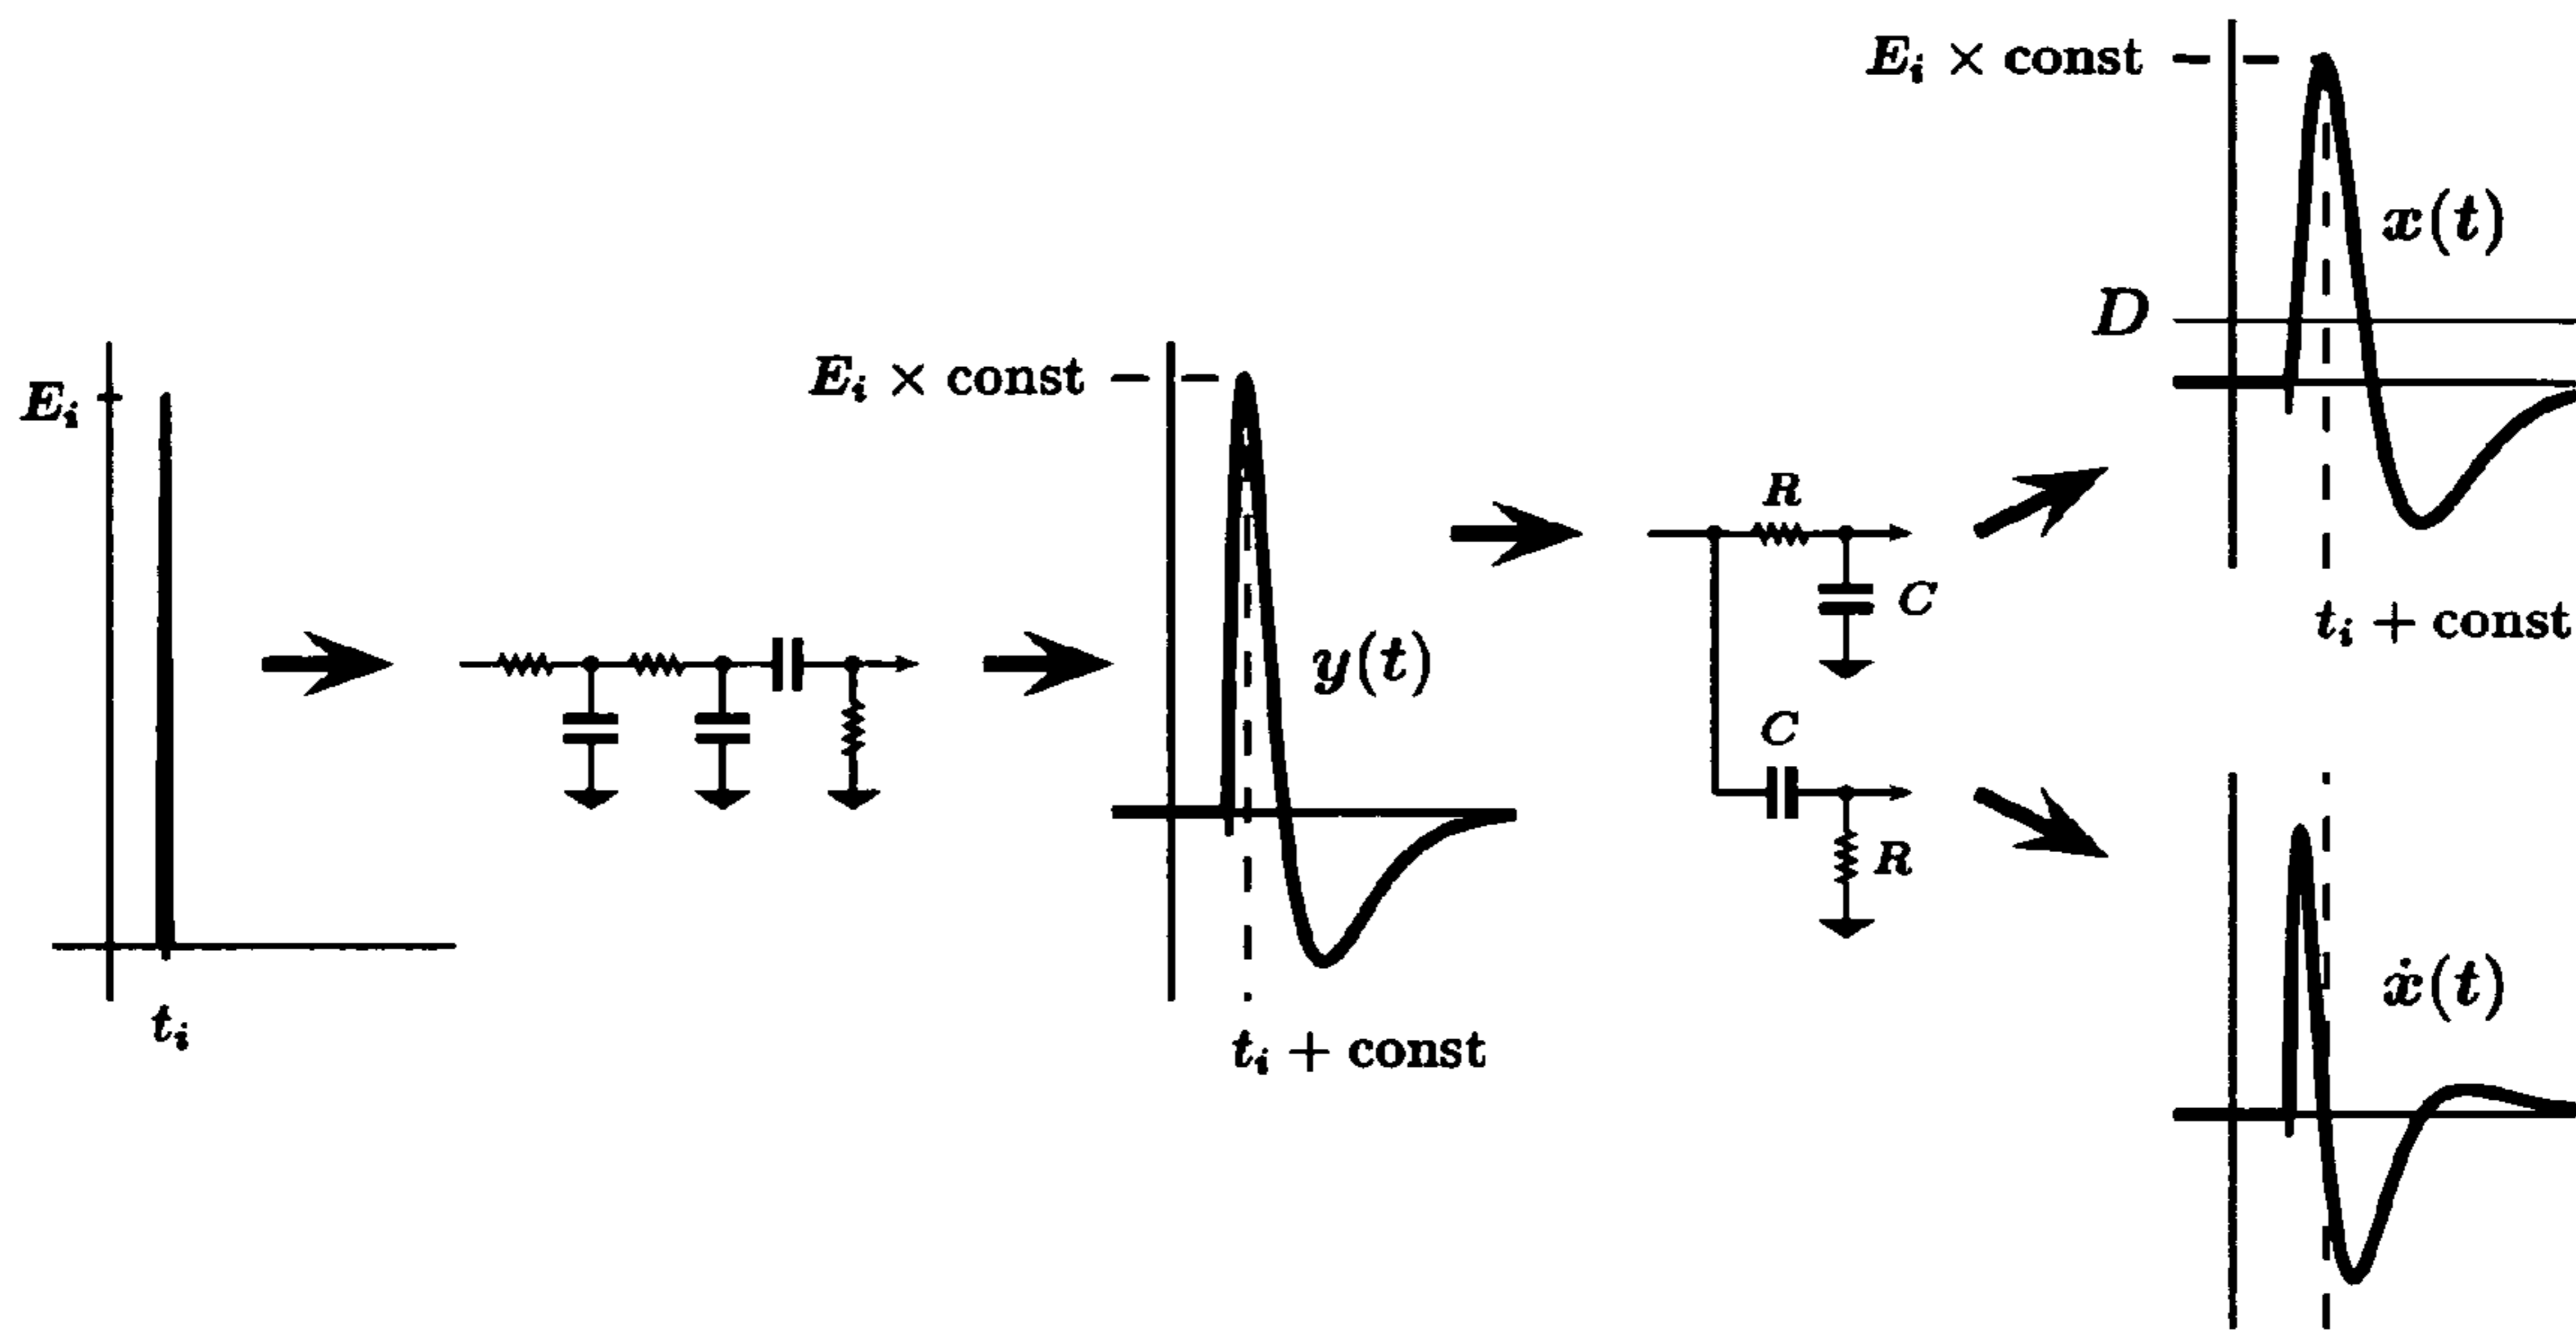 E_i
t_i
E_i × const
y(t)
t_i + const
R
C
C
R
E_i × const
x(t)
D
t_i + const
ẋ(t)